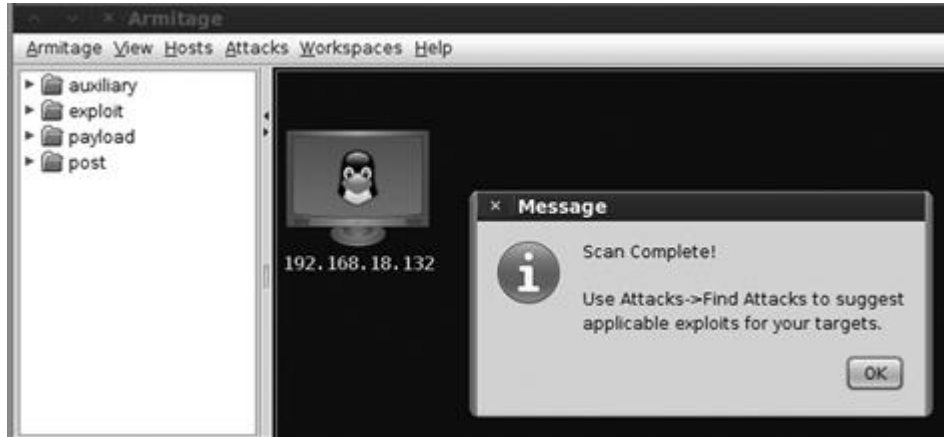 Armitage
Armitage View Hosts Attacks Workspaces Help
auxiliary
exploit
payload
post
192.168.18.132
Message
Scan Complete!
Use Attacks->Find Attacks to suggest
applicable exploits for your targets.
OK